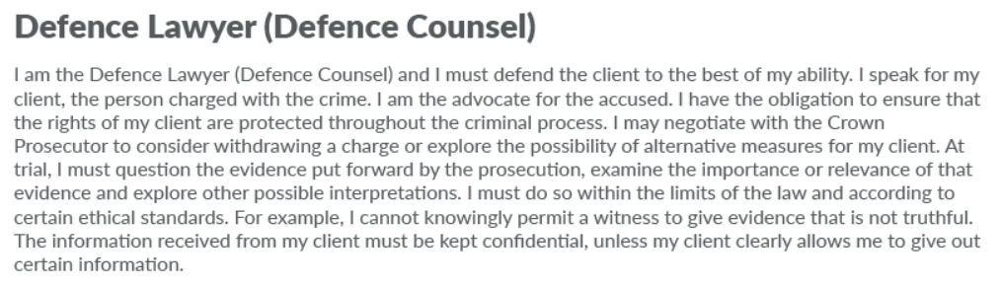 Defence Lawyer (Defence Counsel)
I am the Defence Lawyer (Defence Counsel) and I must defend the client to the best of my ability. I speak for my
client, the person charged with the crime. I am the advocate for the accused. I have the obligation to ensure that
the rights of my client are protected throughout the criminal process. I may negotiate with the Crown
Prosecutor to consider withdrawing a charge or explore the possibility of alternative measures for my client. At
trial, I must question the evidence put forward by the prosecution, examine the importance or relevance of that
evidence and explore other possible interpretations. I must do so within the limits of the law and according to
certain ethical standards. For example, I cannot knowingly permit a witness to give evidence that is not truthful.
The information received from my client must be kept confidential, unless my client clearly allows me to give out
certain information.